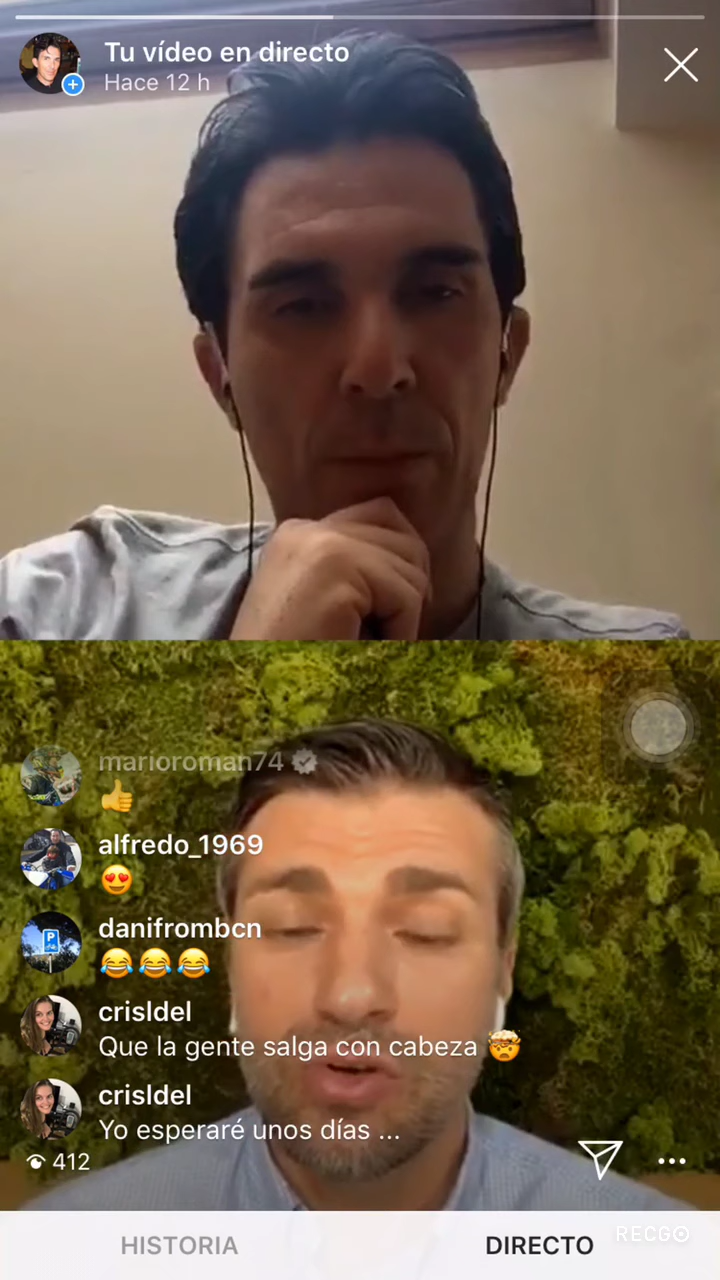 Tu vídeo en directo
Hace 12 h
marioroman74
👍
alfredo_1969
😍
danifrombcn
😂😂😂
P
crisldel
Que la gente salga con cabeza 🤯
crisldel
Yo esperaré unos días ...
412
HISTORIA
DIRECTO
RECGO